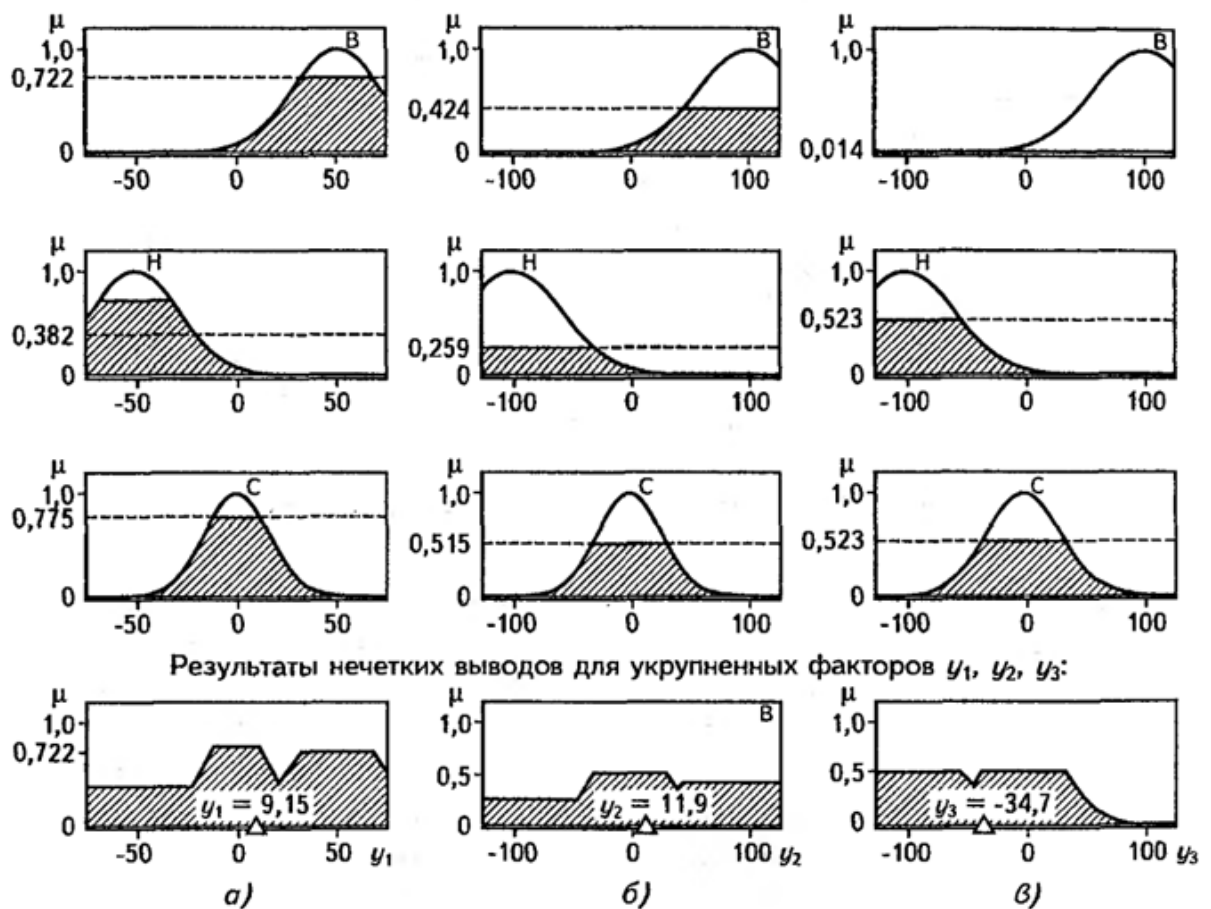 μ μ μ
B B B
1,0 1,0 1,0
0,722
0,424
0,014
0 0
-50 0 50 -100 0 100 -100 0 100
μ μ μ
H H H
1,0 1,0 1,0
0,382 0,259 0,523
0 0 0
-50 0 50 -100 0 100 -100 0 100
μ μ μ
C C C
1,0 1,0 1,0
0,775 0,515 0,523
0 0 0
-50 0 50 -100 0 100 -100 0 100
Результаты нечетких выводов для укрупненных факторов y₁, y₂, y₃:
μ μ μ
B
1,0 1,0 1,0
0,722 0,5 0,5
y₁ = 9,15 y₂ = 11,9 y₃ = -34,7
0 0 0
-50 0 50 y₁ -100 0 100 y₂ -100 0 100 y₃
а) б) в)